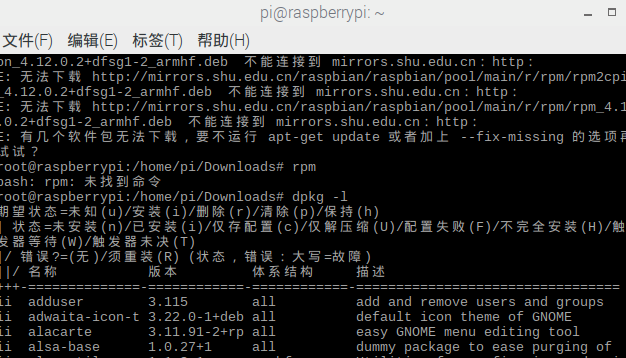 pi@raspberrypi: ~
文件(F) 编辑(E) 标签(T) 帮助(H)
on_4.12.0.2+dfsg1-2_armhf.deb 不能连接到 mirrors.shu.edu.cn：http：
E: 无法下载 http://mirrors.shu.edu.cn/raspbian/raspbian/pool/main/r/rpm/rpm2cpi
_4.12.0.2+dfsg1-2_armhf.deb 不能连接到 mirrors.shu.edu.cn：http：
E: 无法下载 http://mirrors.shu.edu.cn/raspbian/raspbian/pool/main/r/rpm/rpm_4.1
.0.2+dfsg1-2_armhf.deb 不能连接到 mirrors.shu.edu.cn：http：
E: 有几个软件包无法下载，要不运行 apt-get update 或者加上 --fix-missing 的选项再
试试？
root@raspberrypi:/home/pi/Downloads# rpm
bash: rpm: 未找到命令
root@raspberrypi:/home/pi/Downloads# dpkg -l
期望状态=未知(u)/安装(i)/删除(r)/清除(p)/保持(h)
| 状态=未安装(n)/已安装(i)/仅存配置(c)/仅解压缩(U)/配置失败(F)/不完全安装(H)/触
发器等待(W)/触发器未决(T)
|/ 错误?=(无)/须重装(R) (状态，错误：大写=故障)
||/ 名称 版本 体系结构 描述
+++-==============-============-============-=================================
ii adduser 3.115 all add and remove users and groups
ii adwaita-icon-t 3.22.0-1+deb all default icon theme of GNOME
ii alacarte 3.11.91-2+rp all easy GNOME menu editing tool
ii alsa-base 1.0.27+1 all dummy package to ease purging of